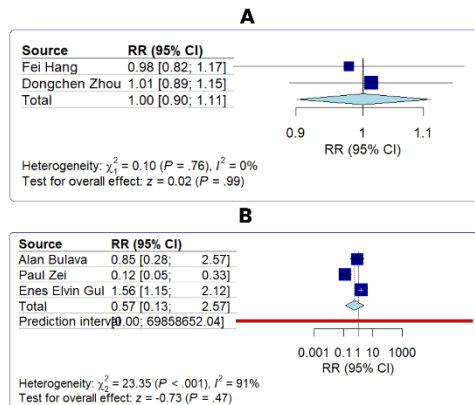 A
Source RR (95% CI)
Fei Hang 0.98 [0.82; 1.17]
Dongchen Zhou 1.01 [0.89; 1.15]
Total 1.00 [0.90; 1.11]
0.9 1 1.1
RR (95% CI)
Heterogeneity: χ²₁ = 0.10 (P = .76), I² = 0%
Test for overall effect: z = 0.02 (P = .99)
B
Source RR (95% CI)
Alan Bulava 0.85 [0.28; 2.57]
Paul Zei 0.12 [0.05; 0.33]
Enes Elvin Gul 1.56 [1.15; 2.12]
Total 0.57 [0.13; 2.57]
Prediction interval [0.00; 69858652.04]
0.001 0.1 1 10 1000
RR (95% CI)
Heterogeneity: χ²₂ = 23.35 (P < .001), I² = 91%
Test for overall effect: z = -0.73 (P = .47)